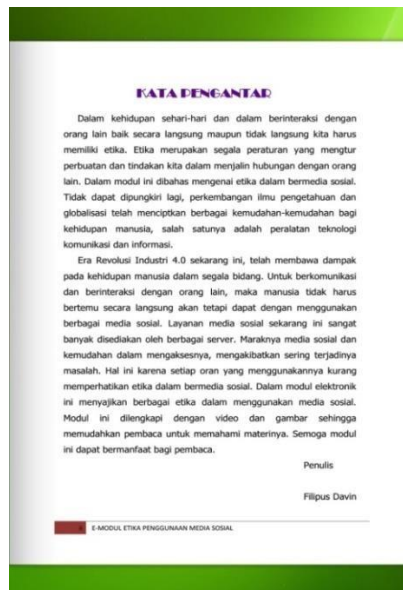 KATA PENGANTAR
Dalam kehidupan sehari-hari dan dalam berinteraksi dengan
orang lain baik secara langsung maupun tidak langsung kita harus
memiliki etika. Etika merupakan segala peraturan yang mengtur
perbuatan dan tindakan kita dalam menjalin hubungan dengan orang
lain. Dalam modul ini dibahas mengenai etika dalam bermedia sosial.
Tidak dapat dipungkiri lagi, perkembangan ilmu pengetahuan dan
globalisasi telah menciptkan berbagai kemudahan-kemudahan bagi
kehidupan manusia, salah satunya adalah peralatan teknologi
komunikasi dan informasi.
Era Revolusi Industri 4.0 sekarang ini, telah membawa dampak
pada kehidupan manusia dalam segala bidang. Untuk berkomunikasi
dan berinteraksi dengan orang lain, maka manusia tidak harus
bertemu secara langsung akan tetapi dapat dengan menggunakan
berbagai media sosial. Layanan media sosial sekarang ini sangat
banyak disediakan oleh berbagai server. Maraknya media sosial dan
kemudahan dalam mengaksesnya, mengakibatkan sering terjadinya
masalah. Hal ini karena setiap oran yang menggunakannya kurang
memperhatikan etika dalam bermedia sosial. Dalam modul elektronik
ini menyajikan berbagai etika dalam menggunakan media sosial.
Modul ini dilengkapi dengan video dan gambar sehingga
memudahkan pembaca untuk memahami materinya. Semoga modul
ini dapat bermanfaat bagi pembaca.
Penulis
Filipus Davin
E-MODUL ETIKA PENGGUNAAN MEDIA SOSIAL